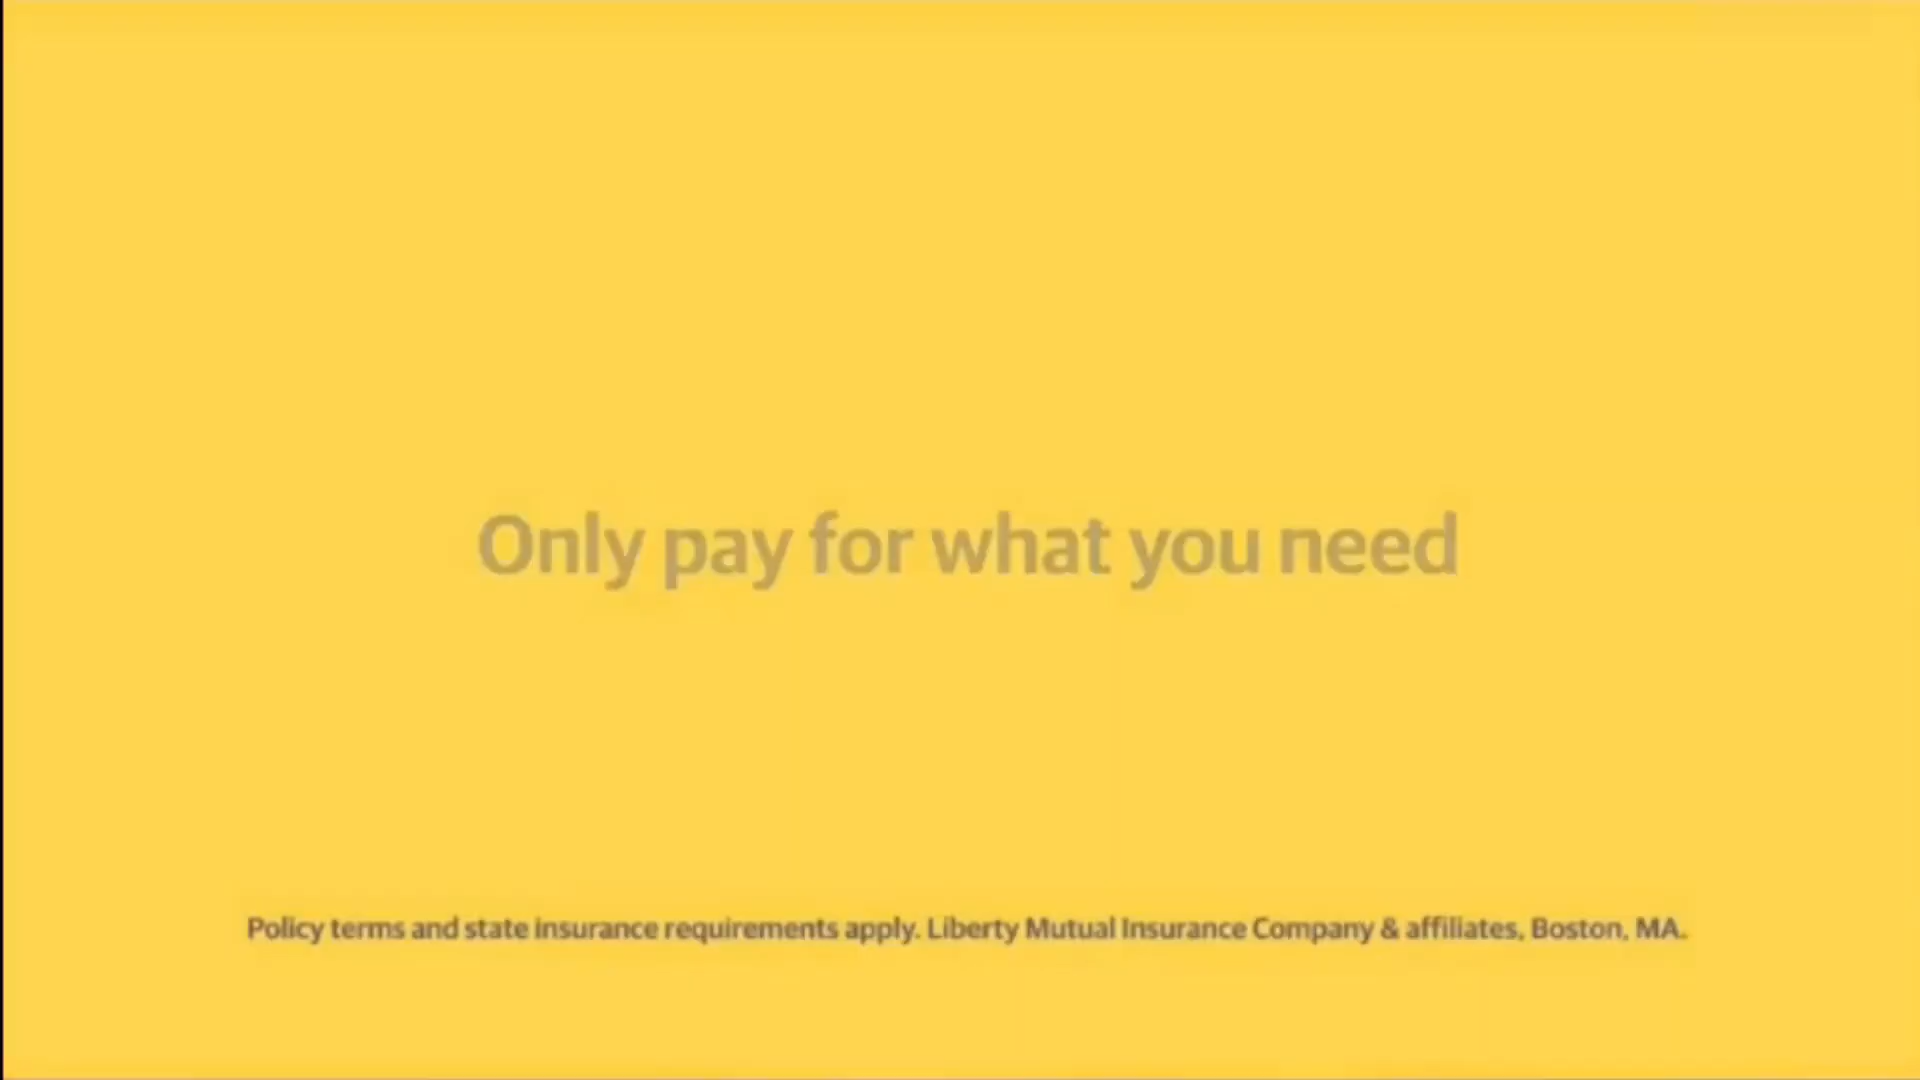 Only pay for what you need
Policy terms and state insurance requirements apply. Liberty Mutual Insurance Company & affiliates, Boston, MA.